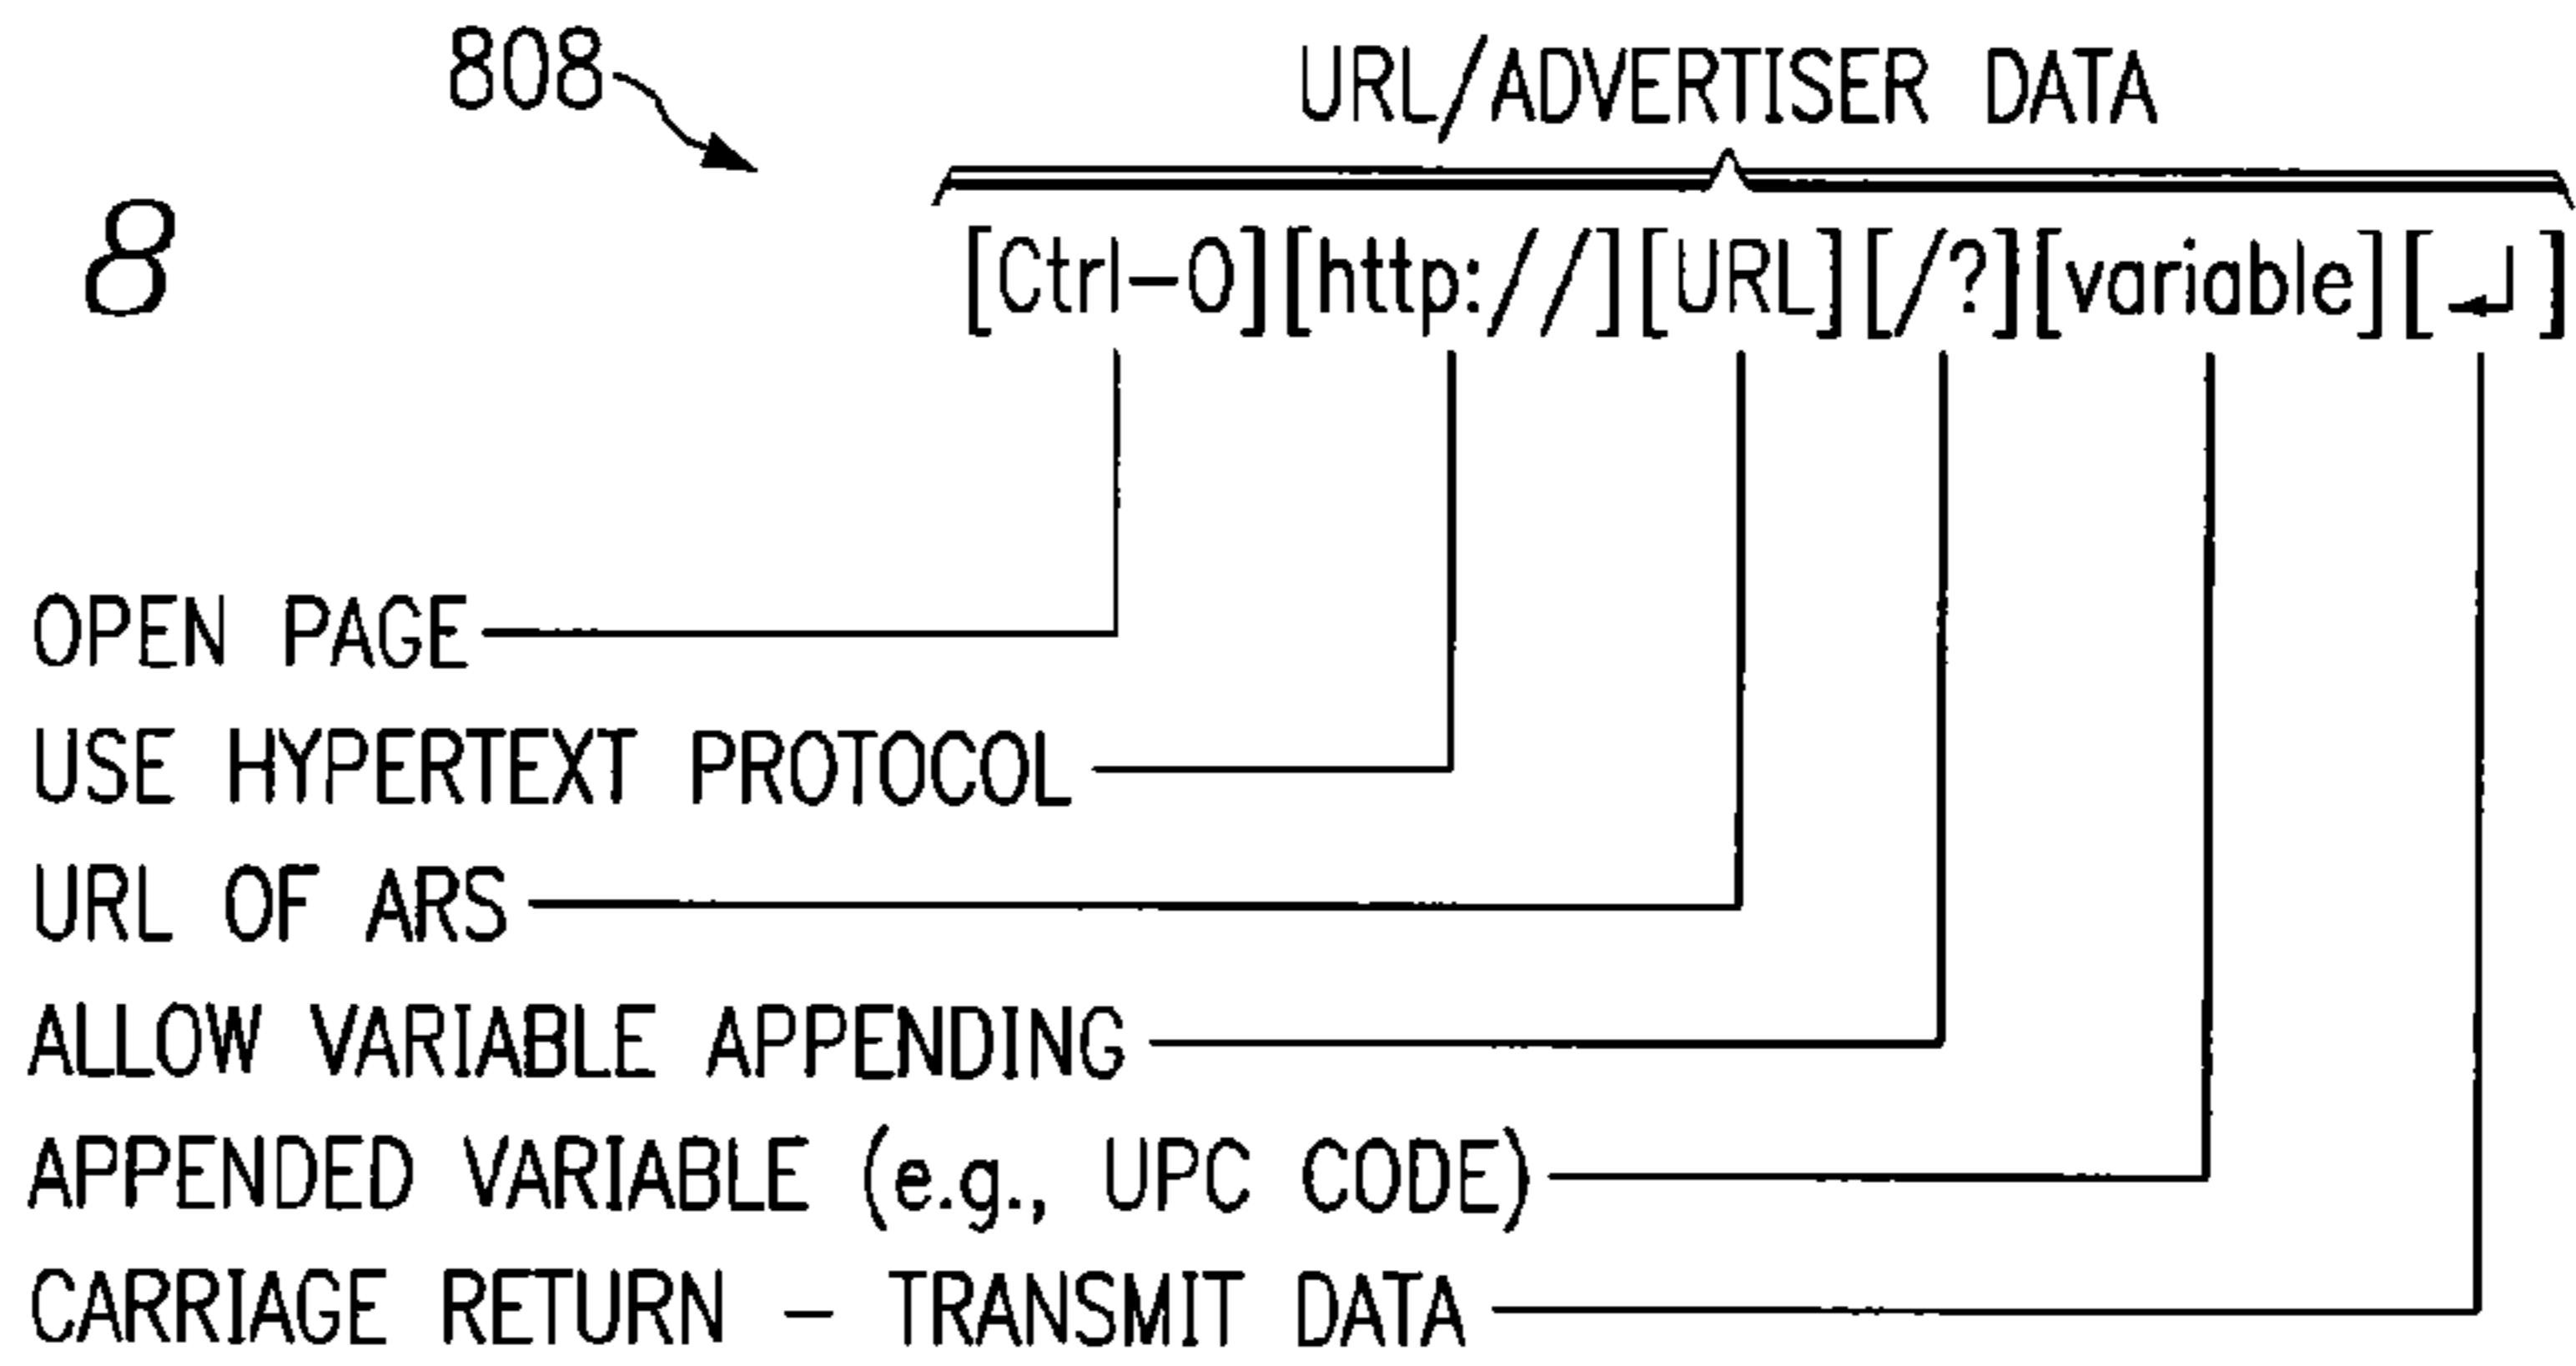 808
URL/ADVERTISER DATA
8
[Ctrl-O][http://][URL][/?][variable][↵]
OPEN PAGE
USE HYPERTEXT PROTOCOL
URL OF ARS
ALLOW VARIABLE APPENDING
APPENDED VARIABLE (e.g., UPC CODE)
CARRIAGE RETURN – TRANSMIT DATA